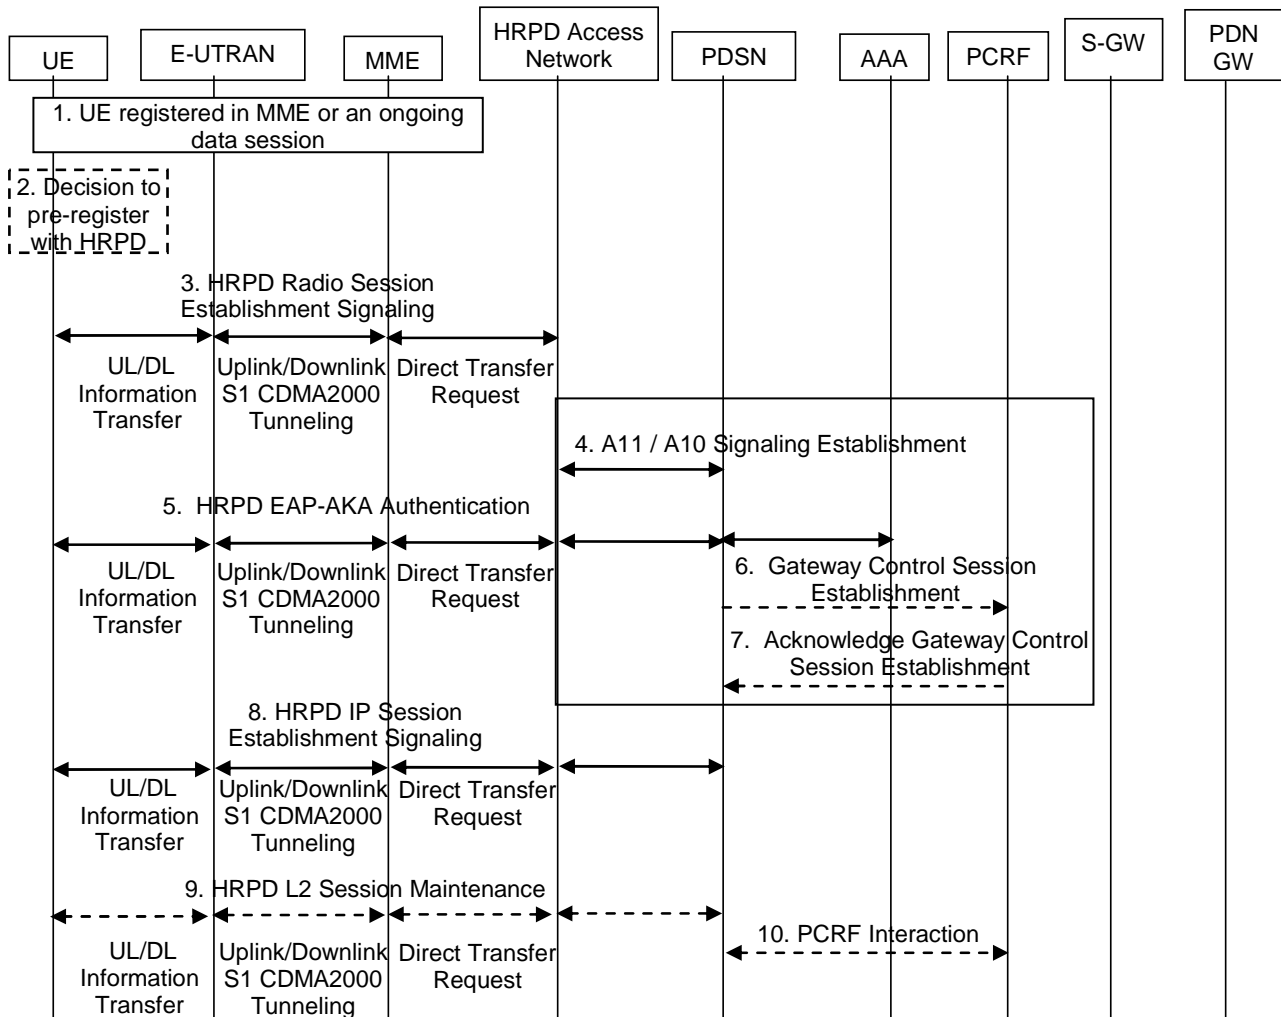 UE
E-UTRAN
MME
HRPD Access
Network
PDSN
AAA
PCRF
S-GW
PDN
GW
1. UE registered in MME or an ongoing
data session
2. Decision to
pre-register
with HRPD
3. HRPD Radio Session
Establishment Signaling
UL/DL
Information
Transfer
Uplink/Downlink
S1 CDMA2000
Tunneling
Direct Transfer
Request
4. A11 / A10 Signaling Establishment
5. HRPD EAP-AKA Authentication
UL/DL
Information
Transfer
Uplink/Downlink
S1 CDMA2000
Tunneling
Direct Transfer
Request
6. Gateway Control Session
Establishment
7. Acknowledge Gateway Control
Session Establishment
8. HRPD IP Session
Establishment Signaling
UL/DL
Information
Transfer
Uplink/Downlink
S1 CDMA2000
Tunneling
Direct Transfer
Request
9. HRPD L2 Session Maintenance
UL/DL
Information
Transfer
Uplink/Downlink
S1 CDMA2000
Tunneling
Direct Transfer
Request
10. PCRF Interaction